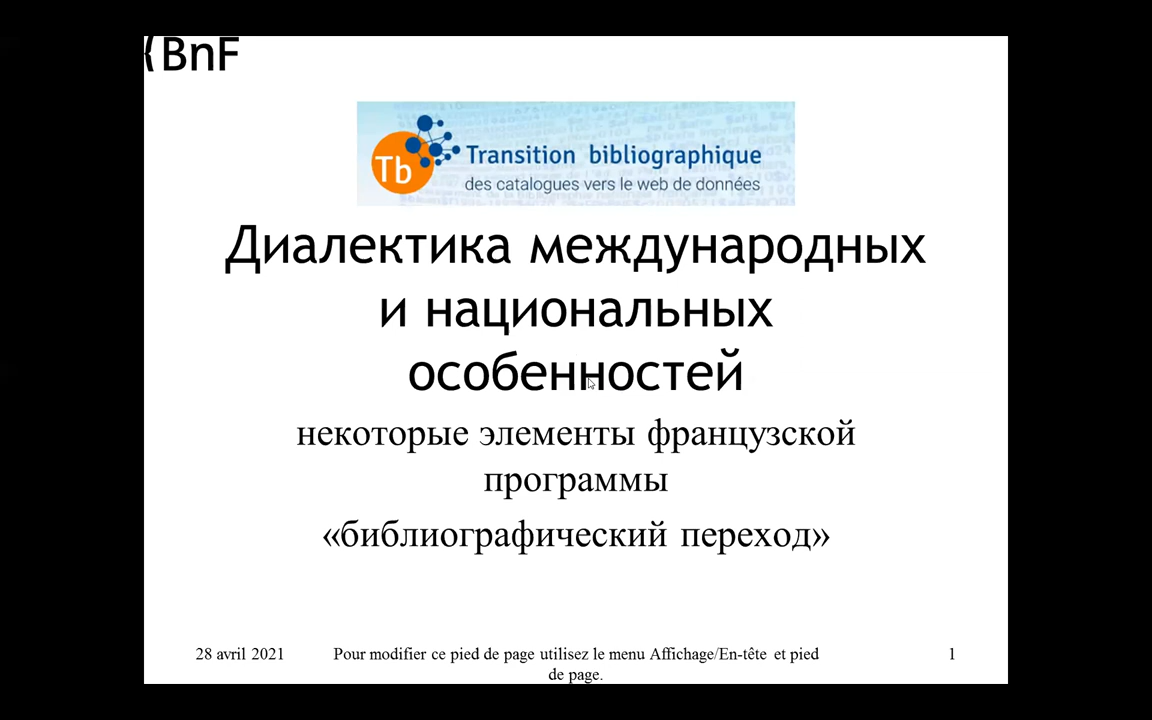 {BnF
Tb
Transition bibliographique
des catalogues vers le web de données
Диалектика международных
и национальных
особенностей
некоторые элементы французской
программы
«библиографический переход»
28 avril 2021
Pour modifier ce pied de page utilisez le menu Affichage/En-tête et pied
de page.
1